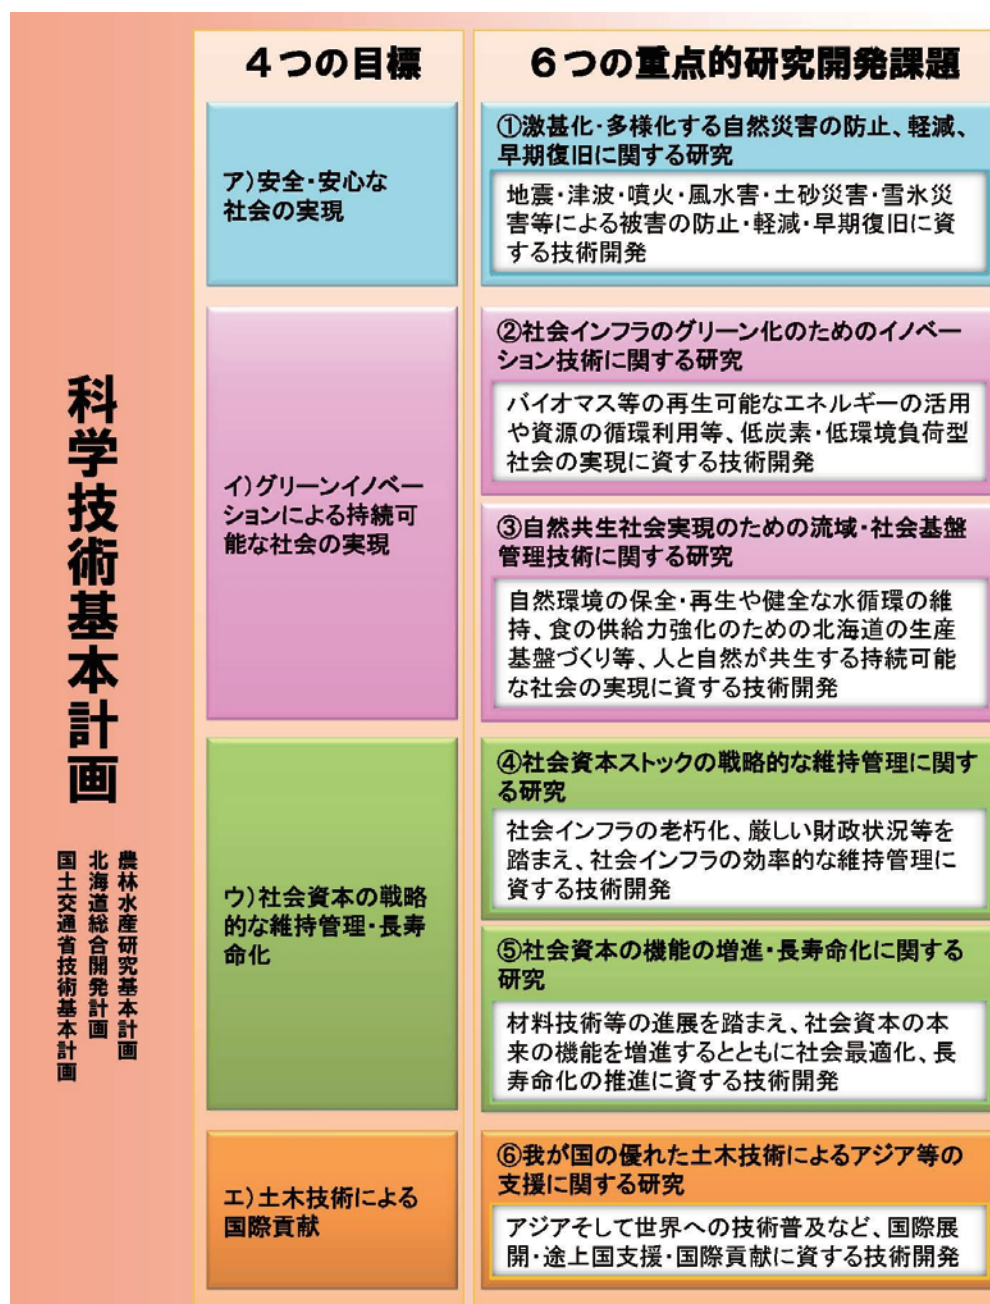 科学技術基本計画
農林水産研究基本計画
北海道総合開発計画
国土交通省技術基本計画
4つの目標
6つの重点的研究開発課題
ア)安全・安心な
社会の実現
①激甚化・多様化する自然災害の防止、軽減、
早期復旧に関する研究
地震・津波・噴火・風水害・土砂災害・雪氷災
害等による被害の防止・軽減・早期復旧に資
する技術開発
イ)グリーンイノベー
ションによる持続可
能な社会の実現
②社会インフラのグリーン化のためのイノベー
ション技術に関する研究
バイオマス等の再生可能なエネルギーの活用
や資源の循環利用等、低炭素・低環境負荷型
社会の実現に資する技術開発
③自然共生社会実現のための流域・社会基盤
管理技術に関する研究
自然環境の保全・再生や健全な水循環の維
持、食の供給力強化のための北海道の生産
基盤づくり等、人と自然が共生する持続可能
な社会の実現に資する技術開発
ウ)社会資本の戦略
的な維持管理・長寿
命化
④社会資本ストックの戦略的な維持管理に関す
る研究
社会インフラの老朽化、厳しい財政状況等を
踏まえ、社会インフラの効率的な維持管理に
資する技術開発
⑤社会資本の機能の増進・長寿命化に関する
研究
材料技術等の進展を踏まえ、社会資本の本
来の機能を増進するとともに社会最適化、長
寿命化の推進に資する技術開発
エ)土木技術による
国際貢献
⑥我が国の優れた土木技術によるアジア等の
支援に関する研究
アジアそして世界への技術普及など、国際展
開・途上国支援・国際貢献に資する技術開発